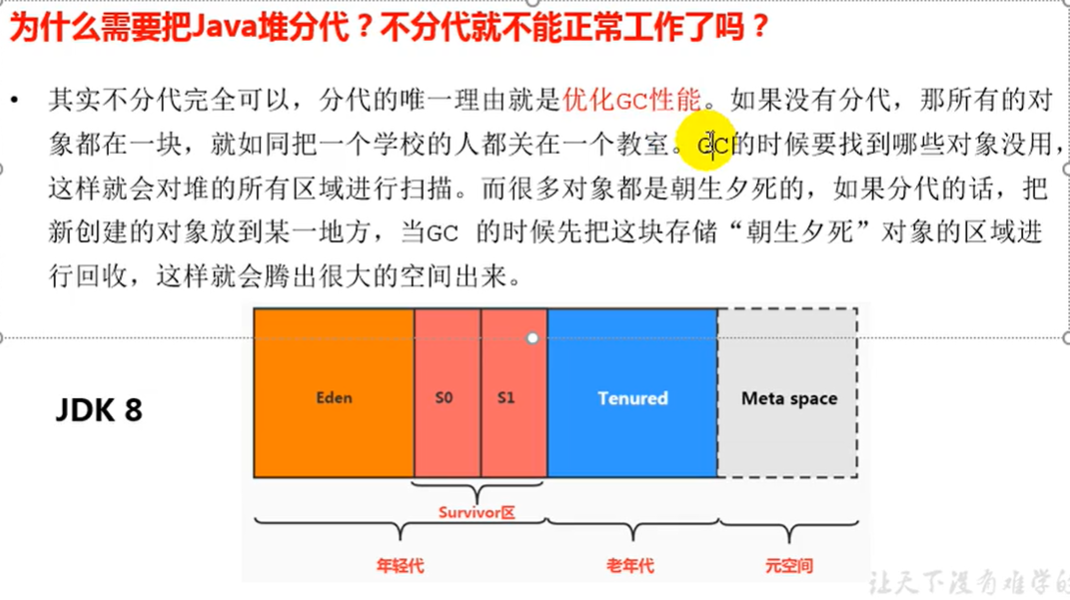 为什么需要把Java堆分代？不分代就不能正常工作了吗？
• 其实不分代完全可以，分代的唯一理由就是优化GC性能。如果没有分代，那所有的对
象都在一块，就如同把一个学校的人都关在一个教室。GC的时候要找到哪些对象没用，
这样就会对堆的所有区域进行扫描。而很多对象都是朝生夕死的，如果分代的话，把
新创建的对象放到某一地方，当GC 的时候先把这块存储“朝生夕死”对象的区域进
行回收，这样就会腾出很大的空间出来。
JDK 8
Eden
S0
S1
Tenured
Meta space
Survivor区
年轻代
老年代
元空间
让天下没有难学的